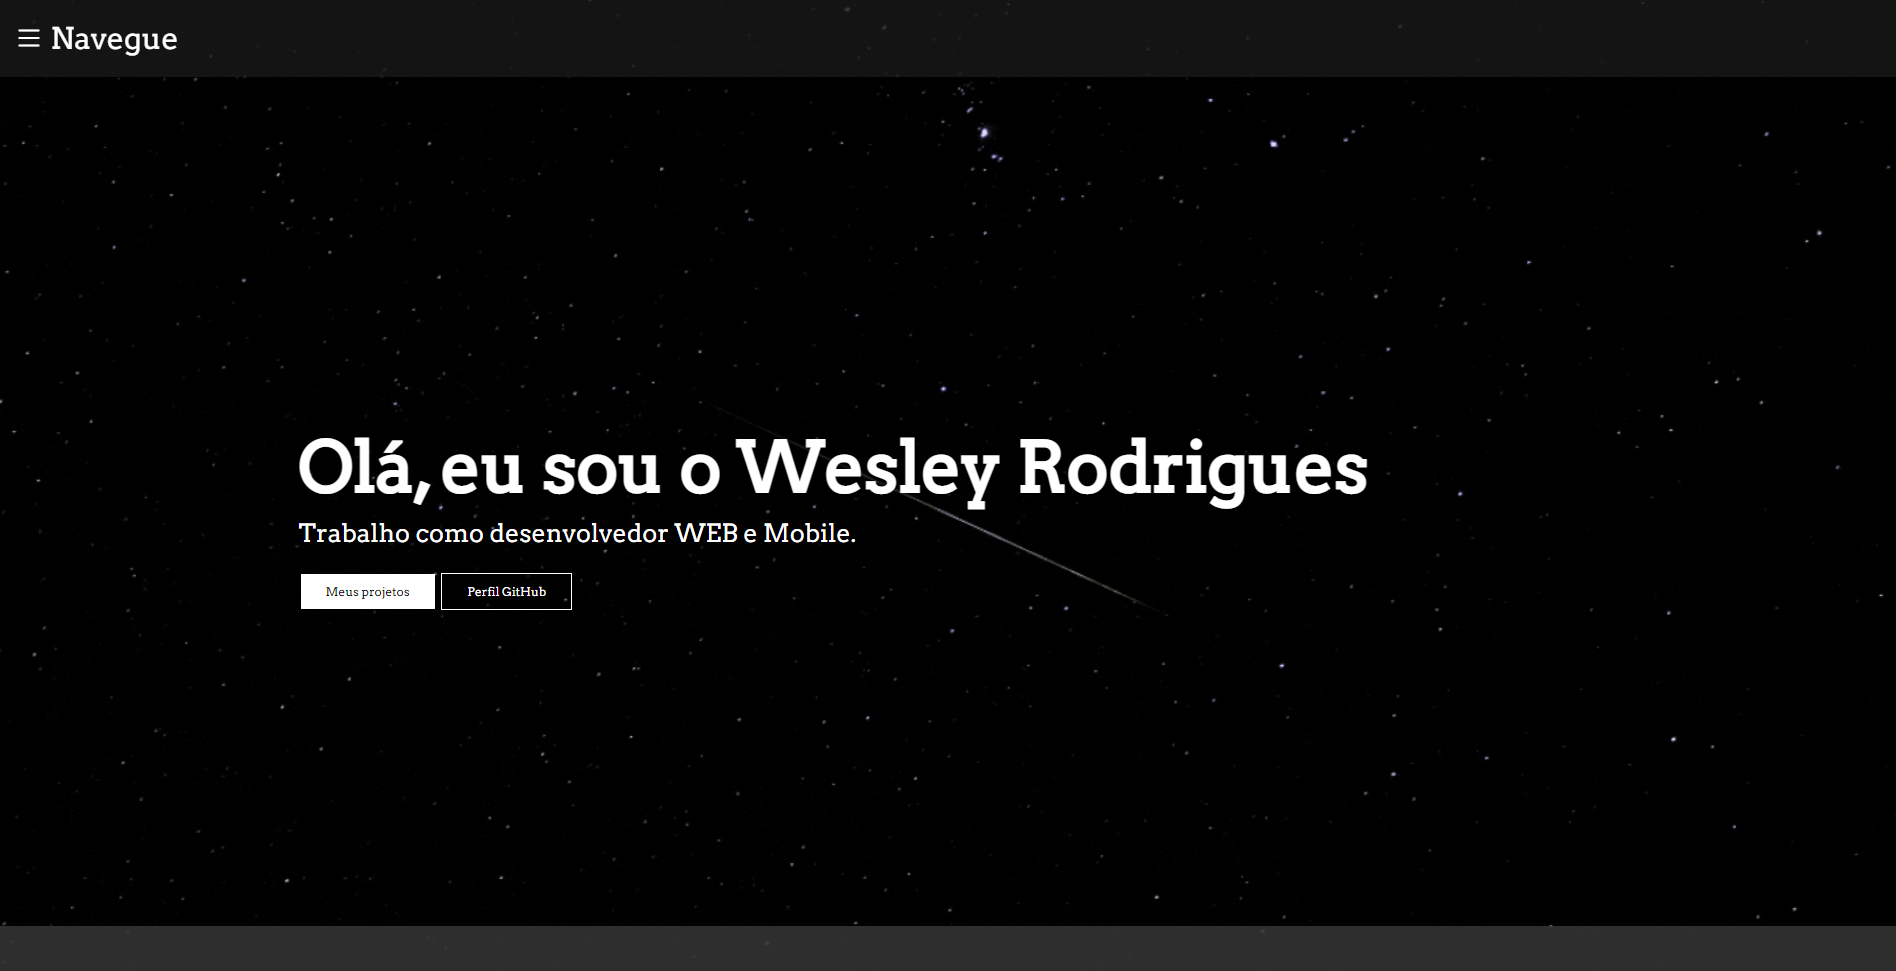 Navegue
Olá, eu sou o Wesley Rodrigues
Trabalho como desenvolvedor WEB e Mobile.
Meus projetos
Perfil GitHub